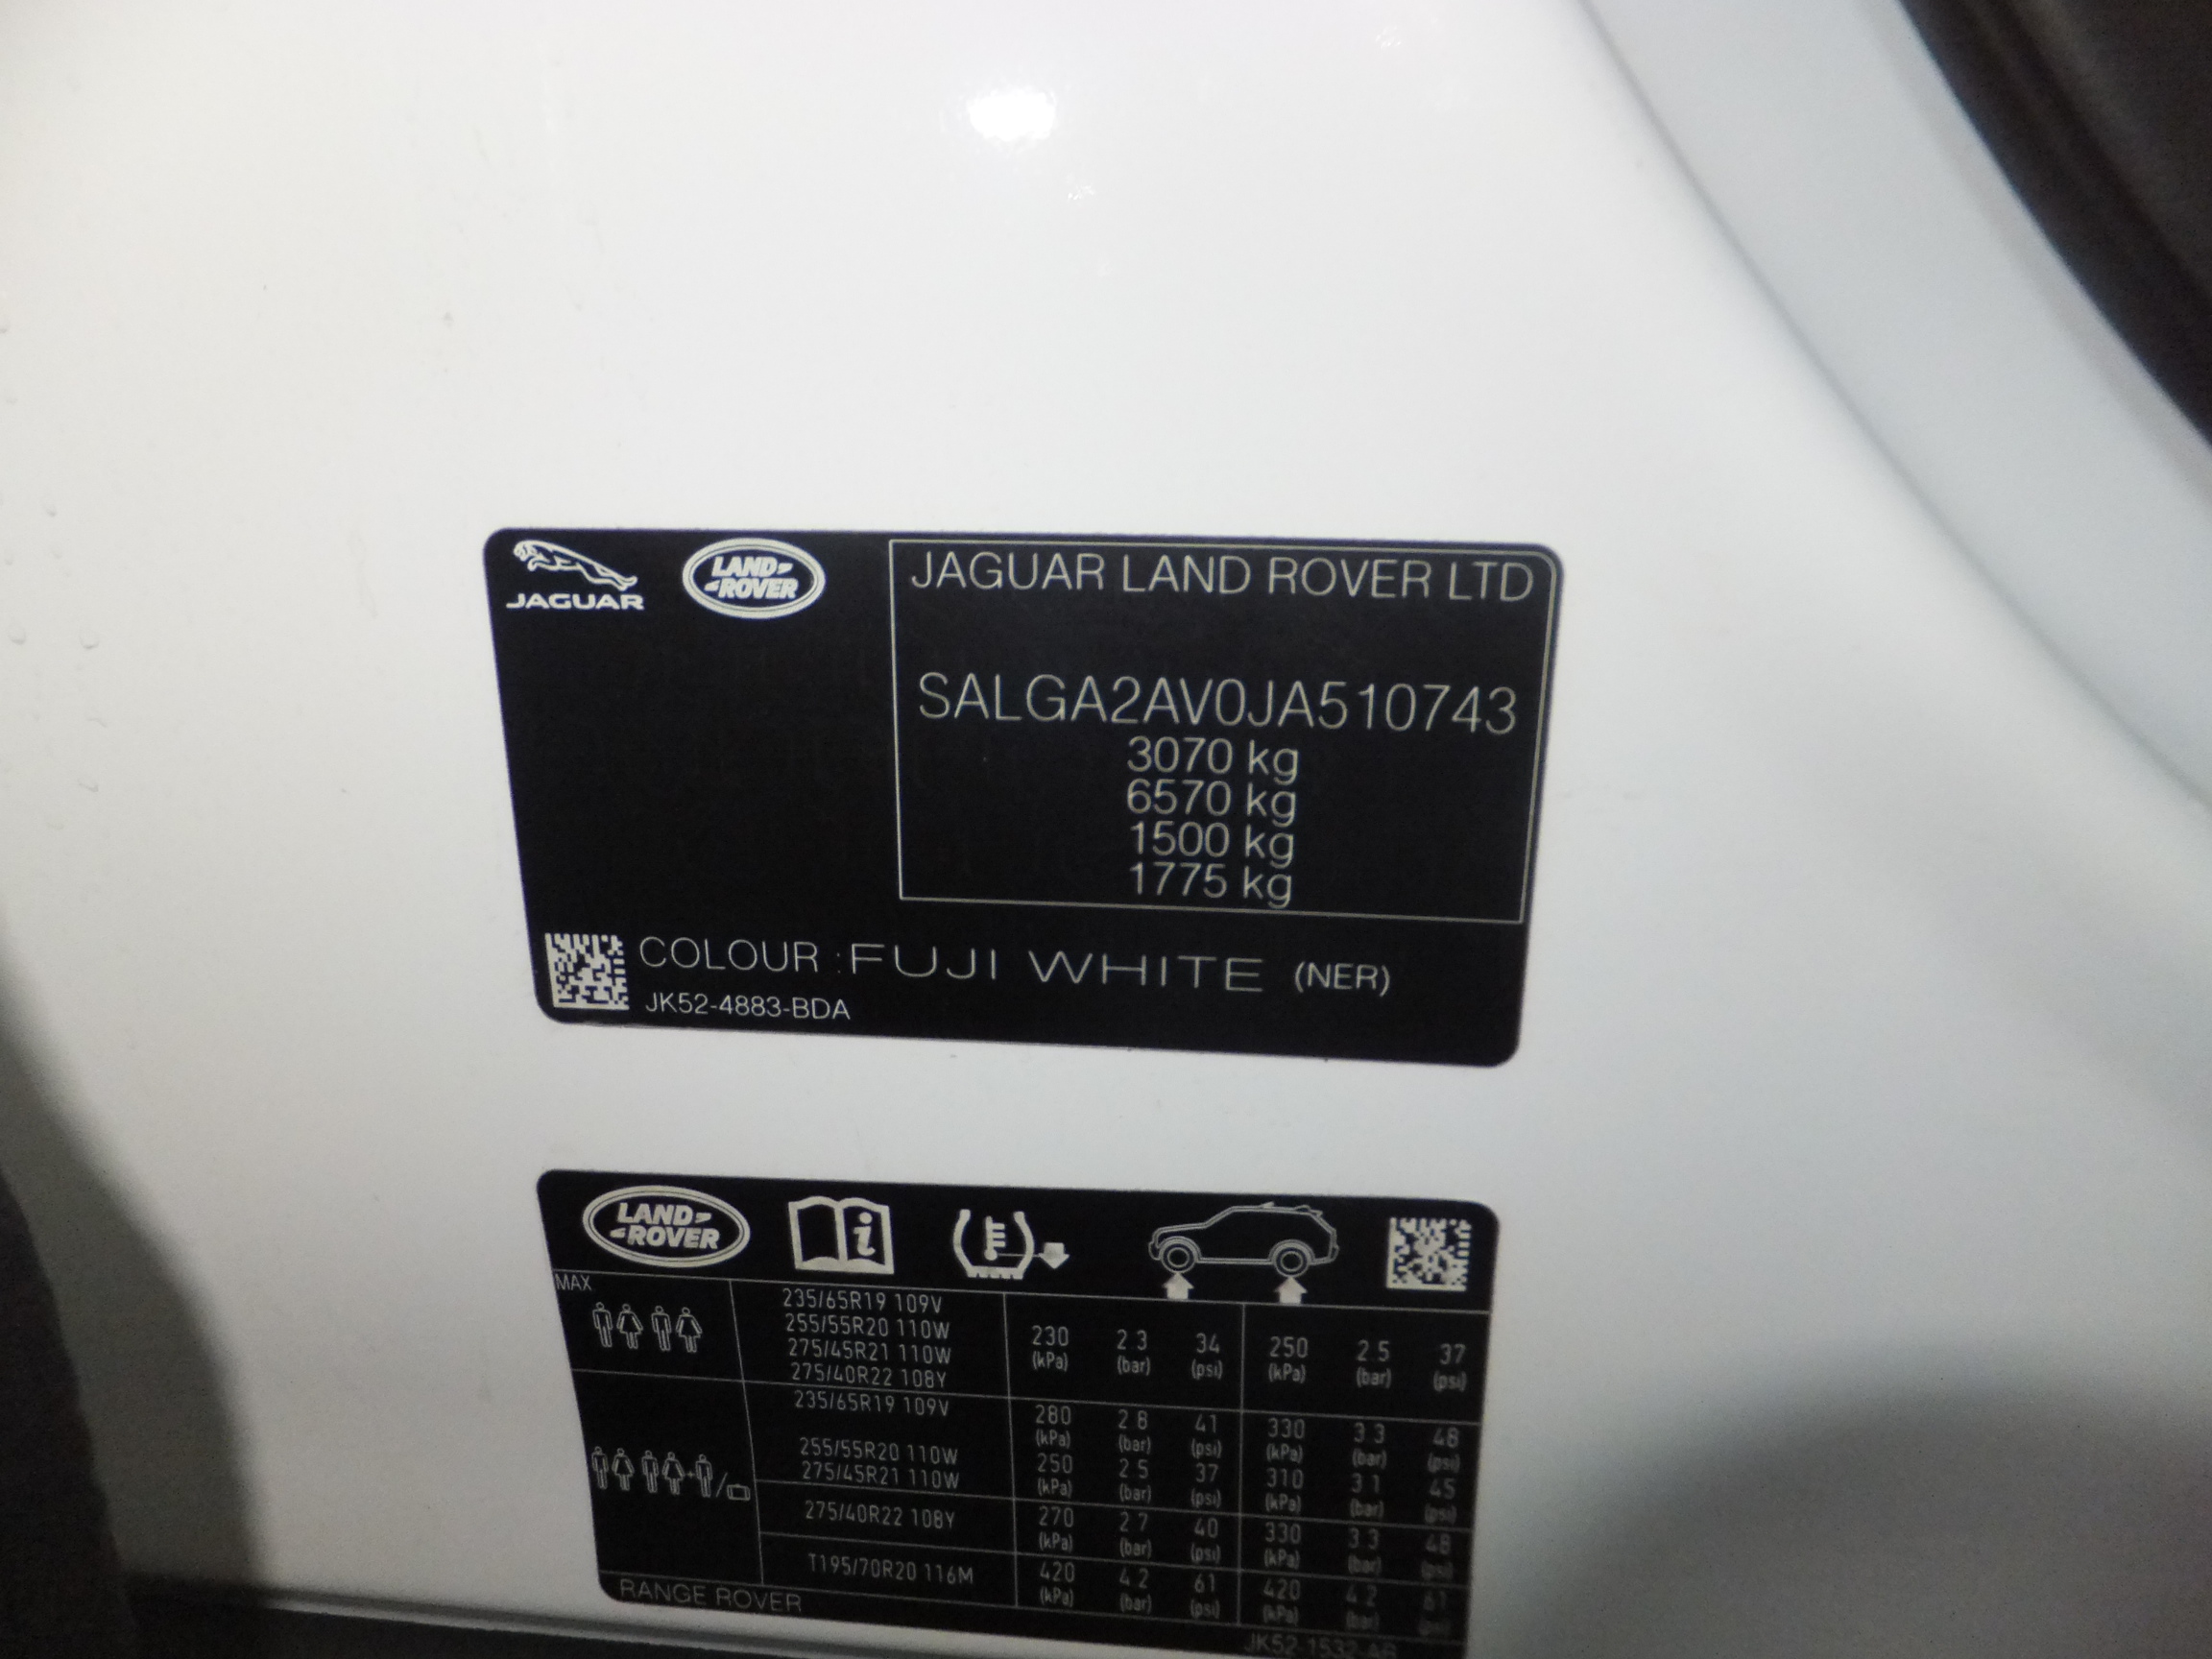 JAGUAR
LAND ROVER
JAGUAR LAND ROVER LTD
SALGA2AV0JA510743
3070 kg
6570 kg
1500 kg
1775 kg
COLOUR : FUJI WHITE (NER)
JK52-4883-BDA
LAND ROVER
MAX
235/65R19 109V
255/55R20 110W
275/45R21 110W
275/40R22 108Y
230 (kPa) 2.3 (bar) 34 (psi) 250 (kPa) 2.5 (bar) 37 (psi)
235/65R19 109V
280 (kPa) 2.8 (bar) 41 (psi) 330 (kPa) 3.3 (bar) 48 (psi)
255/55R20 110W
275/45R21 110W
250 (kPa) 2.5 (bar) 37 (psi) 310 (kPa) 3.1 (bar) 45 (psi)
275/40R22 108Y
270 (kPa) 2.7 (bar) 40 (psi) 330 (kPa) 3.3 (bar) 48 (psi)
T195/70R20 116M
420 (kPa) 4.2 (bar) 61 (psi) 420 (kPa) 4.2 (bar) 61 (psi)
RANGE ROVER
JK52-1532-AB